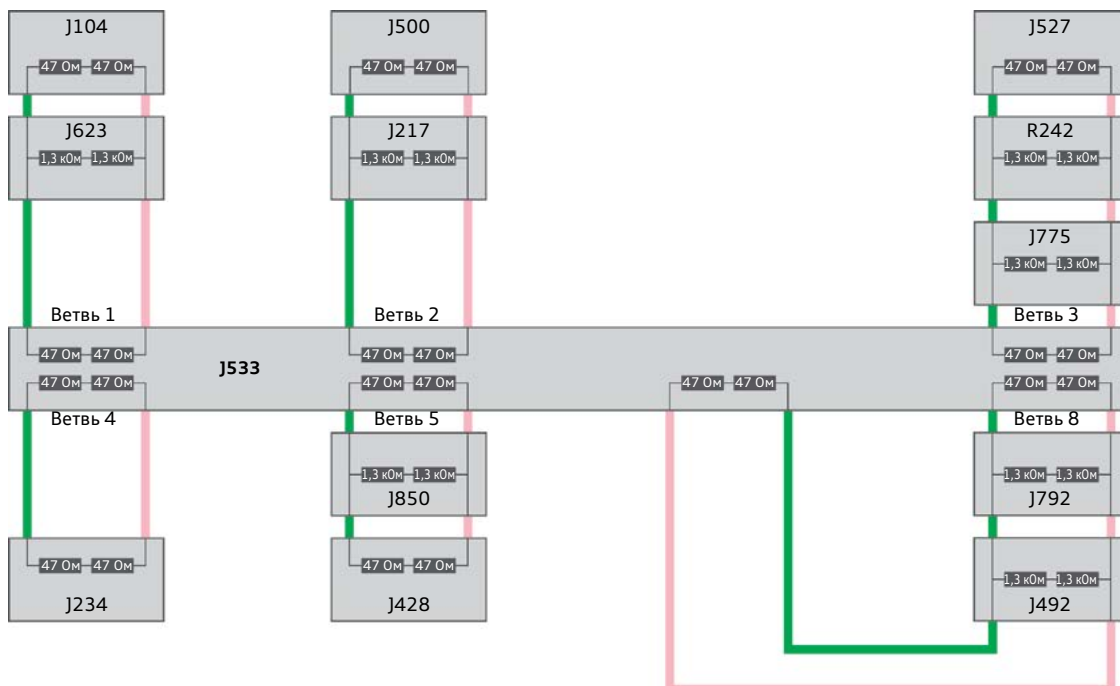 J104 J500 J527
47 Ом 47 Ом 47 Ом 47 Ом 47 Ом 47 Ом
J623 J217 R242
1,3 кОм 1,3 кОм 1,3 кОм 1,3 кОм 1,3 кОм 1,3 кОм
J775
1,3 кОм 1,3 кОм
Ветвь 1 Ветвь 2 Ветвь 3
47 Ом 47 Ом 47 Ом 47 Ом 47 Ом 47 Ом
J533
47 Ом 47 Ом 47 Ом 47 Ом 47 Ом 47 Ом 47 Ом 47 Ом
Ветвь 4 Ветвь 5 Ветвь 8
1,3 кОм 1,3 кОм 1,3 кОм 1,3 кОм
J850 J792
47 Ом 47 Ом 47 Ом 47 Ом 1,3 кОм 1,3 кОм
J234 J428 J492